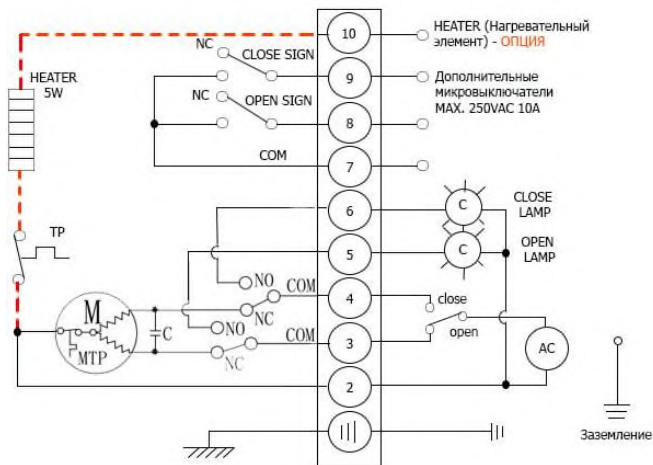 10
HEATER (Нагревательный
элемент) - ОПЦИЯ
NC
CLOSE SIGN
HEATER
5W
9
Дополнительные
микровыключатели
MAX. 250VAC 10A
NC
OPEN SIGN
8
COM
7
6
C
CLOSE
LAMP
TP
5
C
OPEN
LAMP
NO
COM
4
close
M
C
NC
NO
COM
3
open
AC
MTP
NC
2
Заземление